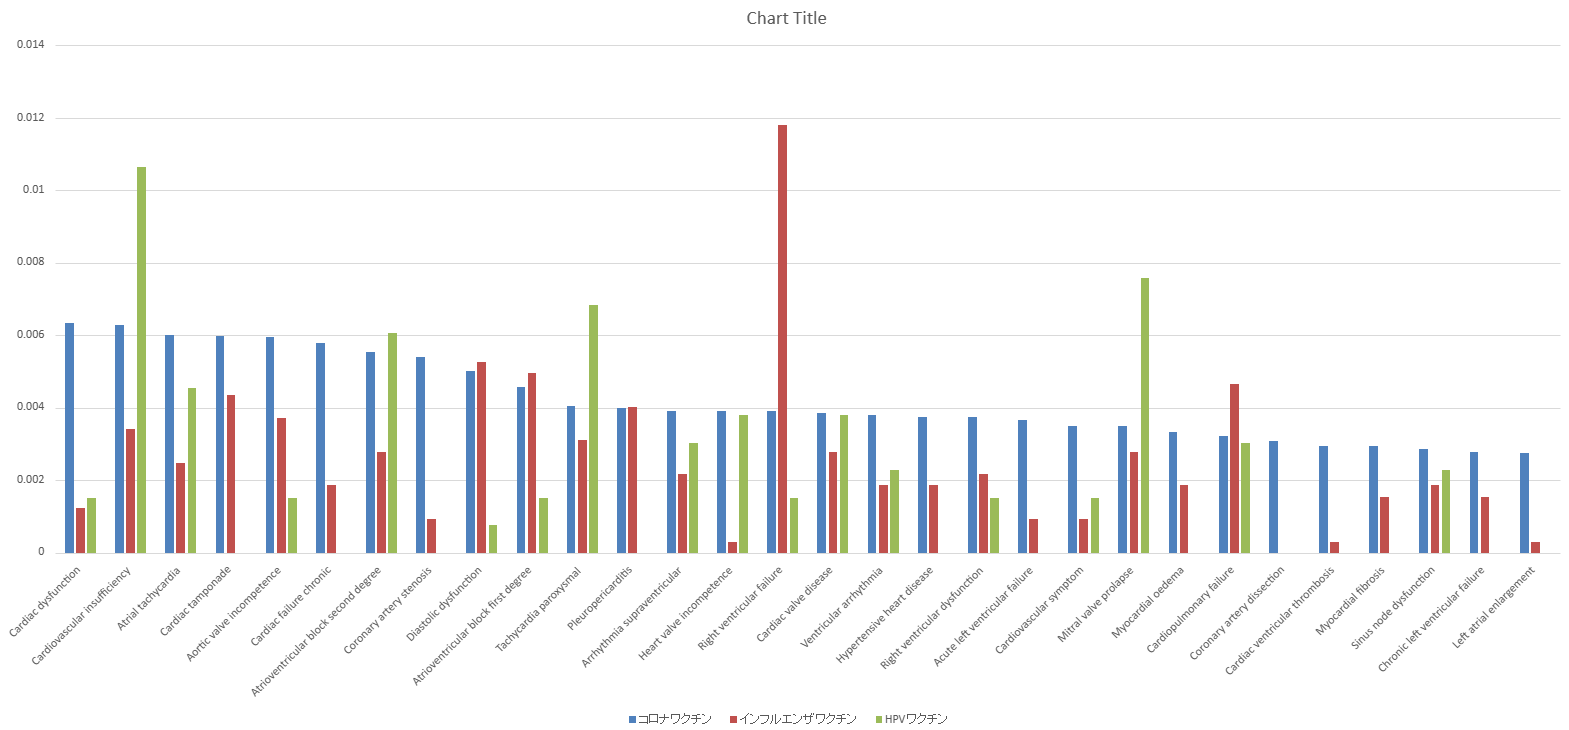 Chart Title
0.014
0.012
0.01
0.008
0.006
0.004
0.002
0
Cardiac dysfunction
Cardiovascular insufficiency
Atrial tachycardia
Cardiac tamponade
Aortic valve incompetence
Cardiac failure chronic
Atrioventricular block second degree
Coronary artery stenosis
Diastolic dysfunction
Atrioventricular block first degree
Tachycardia paroxysmal
Pleuropericarditis
Arrhythmia supraventricular
Heart valve incompetence
Right ventricular failure
Cardiac valve disease
Ventricular arrhythmia
Hypertensive heart disease
Right ventricular dysfunction
Acute left ventricular failure
Cardiovascular symptom
Mitral valve prolapse
Myocardial oedema
Cardiopulmonary failure
Coronary artery dissection
Cardiac ventricular thrombosis
Myocardial fibrosis
Sinus node dysfunction
Chronic left ventricular failure
Left atrial enlargement
コロナワクチン インフルエンザワクチン HPVワクチン